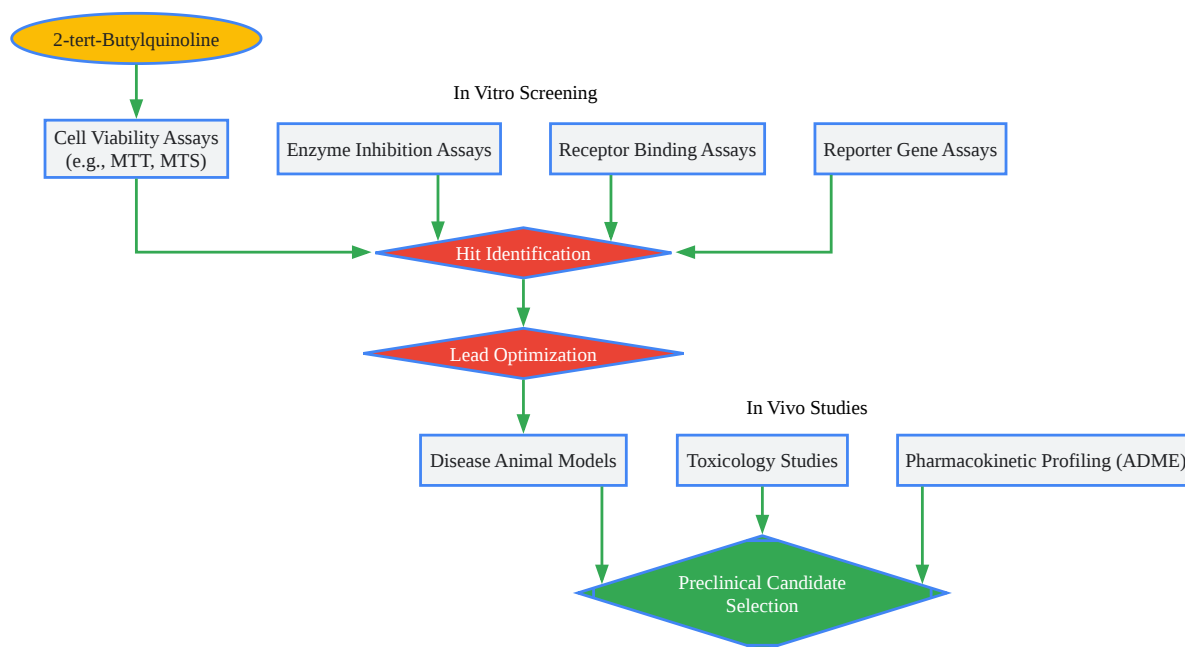 2-tert-Butylquinoline
In Vitro Screening
Cell Viability Assays
(e.g., MTT, MTS)
Enzyme Inhibition Assays
Receptor Binding Assays
Reporter Gene Assays
Hit Identification
Lead Optimization
In Vivo Studies
Disease Animal Models
Toxicology Studies
Pharmacokinetic Profiling (ADME)
Preclinical Candidate
Selection